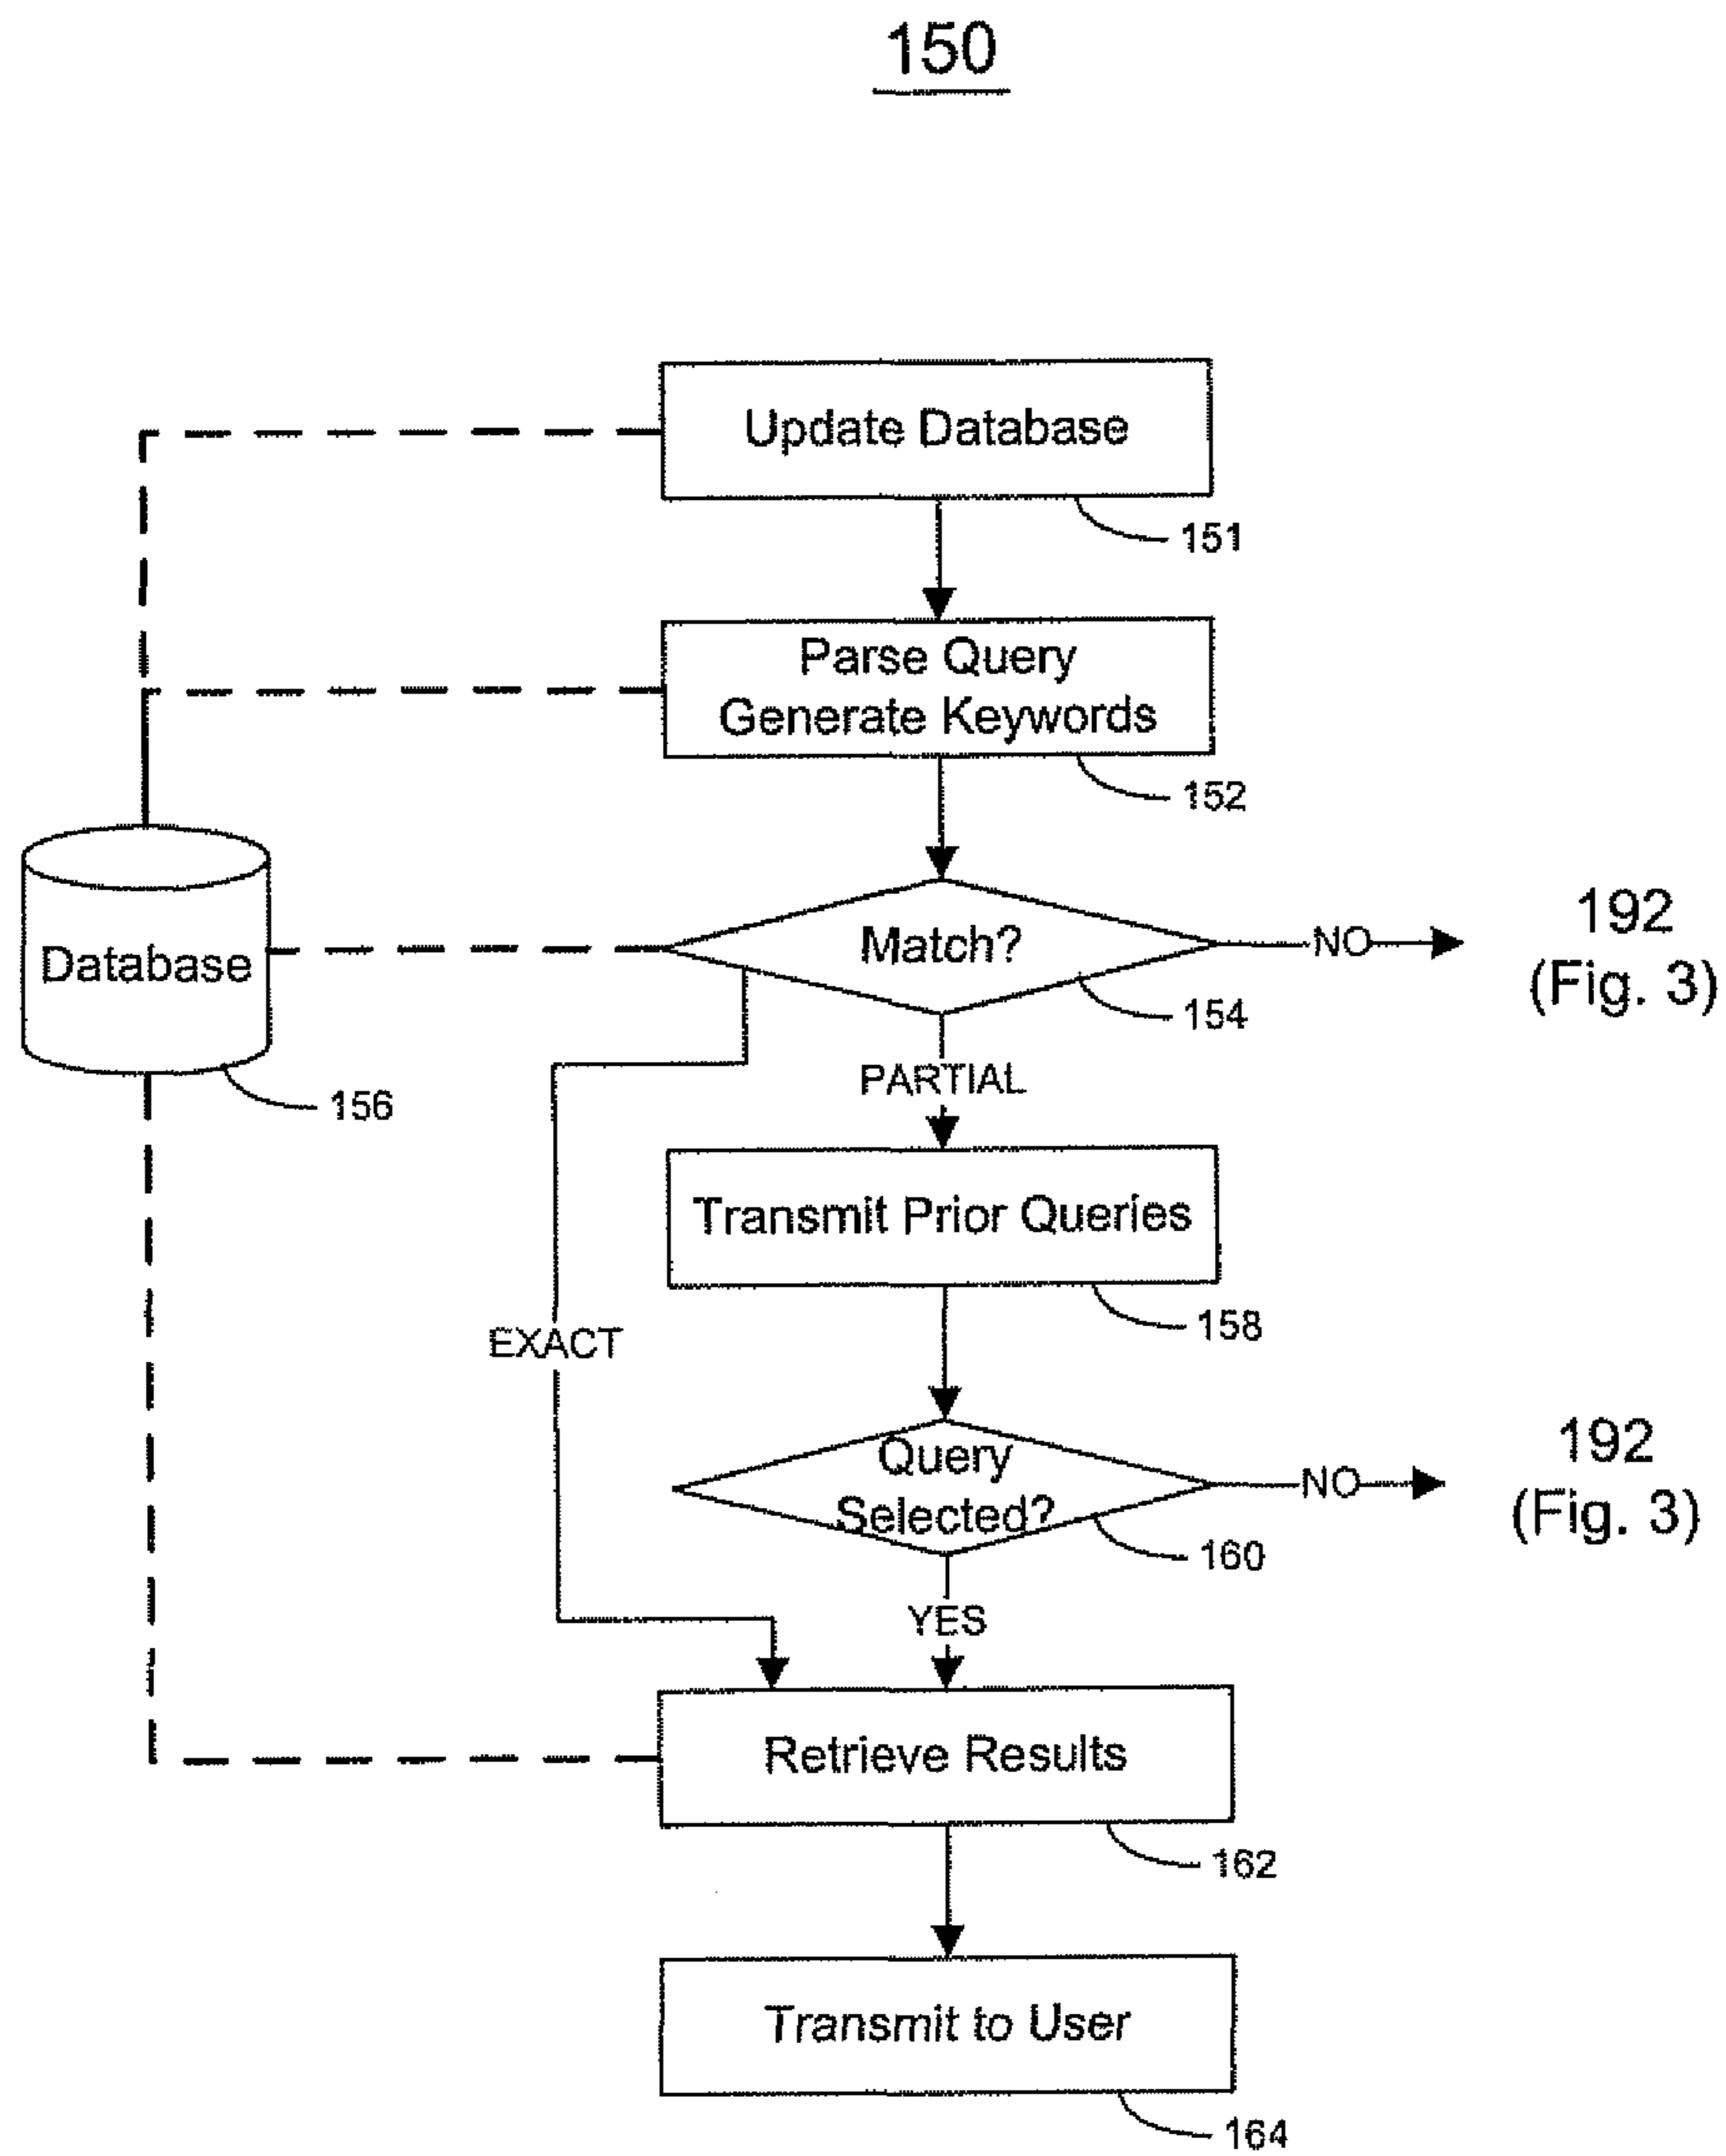 150
Update Database
151
Parse Query
Generate Keywords
152
Database
156
Match?
154
NO
192
(Fig. 3)
PARTIAL
EXACT
Transmit Prior Queries
158
Query
Selected?
160
NO
192
(Fig. 3)
YES
Retrieve Results
162
Transmit to User
164